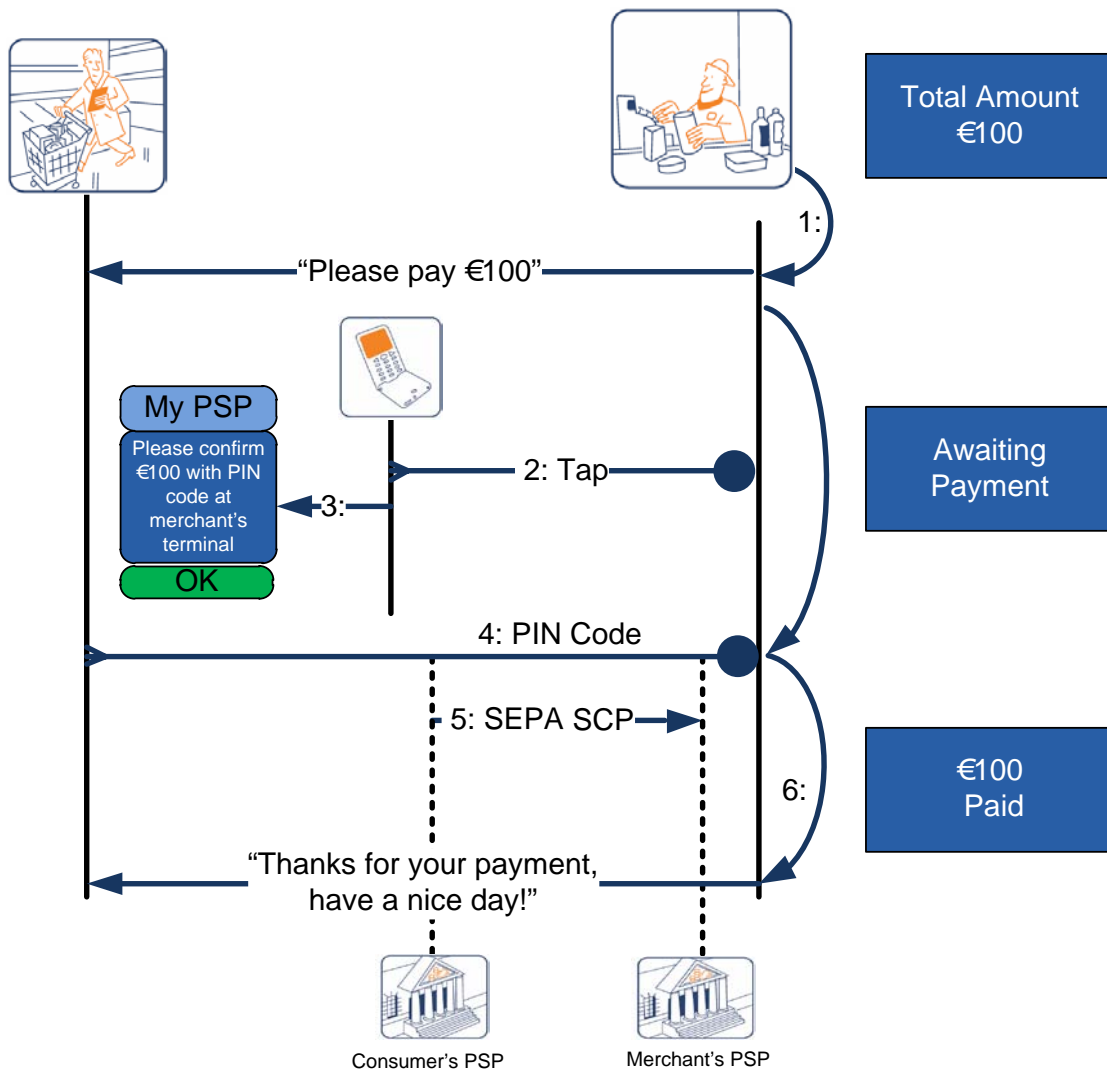 Total Amount
€100
1:
“Please pay €100”
My PSP
Please confirm
€100 with PIN
code at
merchant’s
terminal
OK
2: Tap
3:
Awaiting
Payment
4: PIN Code
5: SEPA SCP
6:
€100
Paid
“Thanks for your payment,
have a nice day!”
Consumer’s PSP
Merchant’s PSP